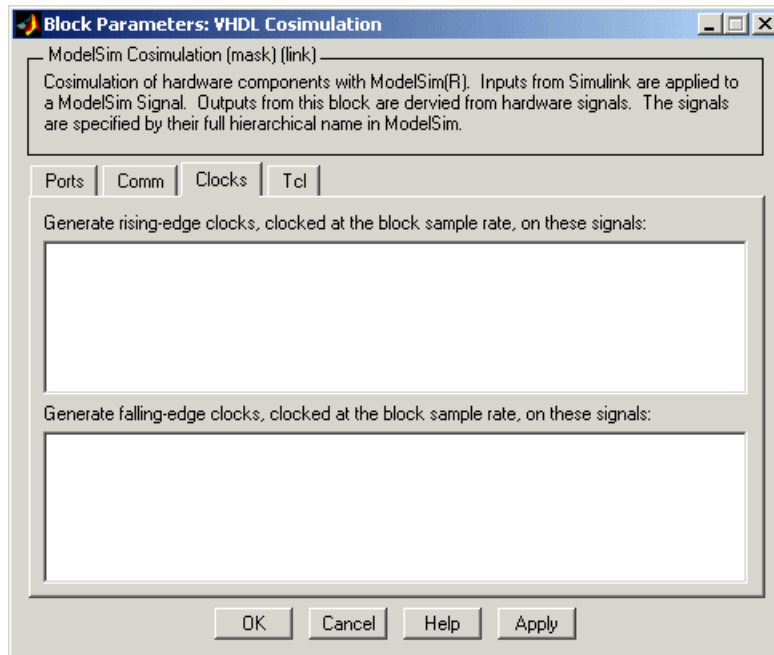 Block Parameters: VHDL Cosimulation
ModelSim Cosimulation (mask) (link)
Cosimulation of hardware components with ModelSim(R). Inputs from Simulink are applied to
a ModelSim Signal. Outputs from this block are dervied from hardware signals. The signals
are specified by their full hierarchical name in ModelSim.
Ports Comm Clocks Tcl
Generate rising-edge clocks, clocked at the block sample rate, on these signals:
Generate falling-edge clocks, clocked at the block sample rate, on these signals:
OK Cancel Help Apply